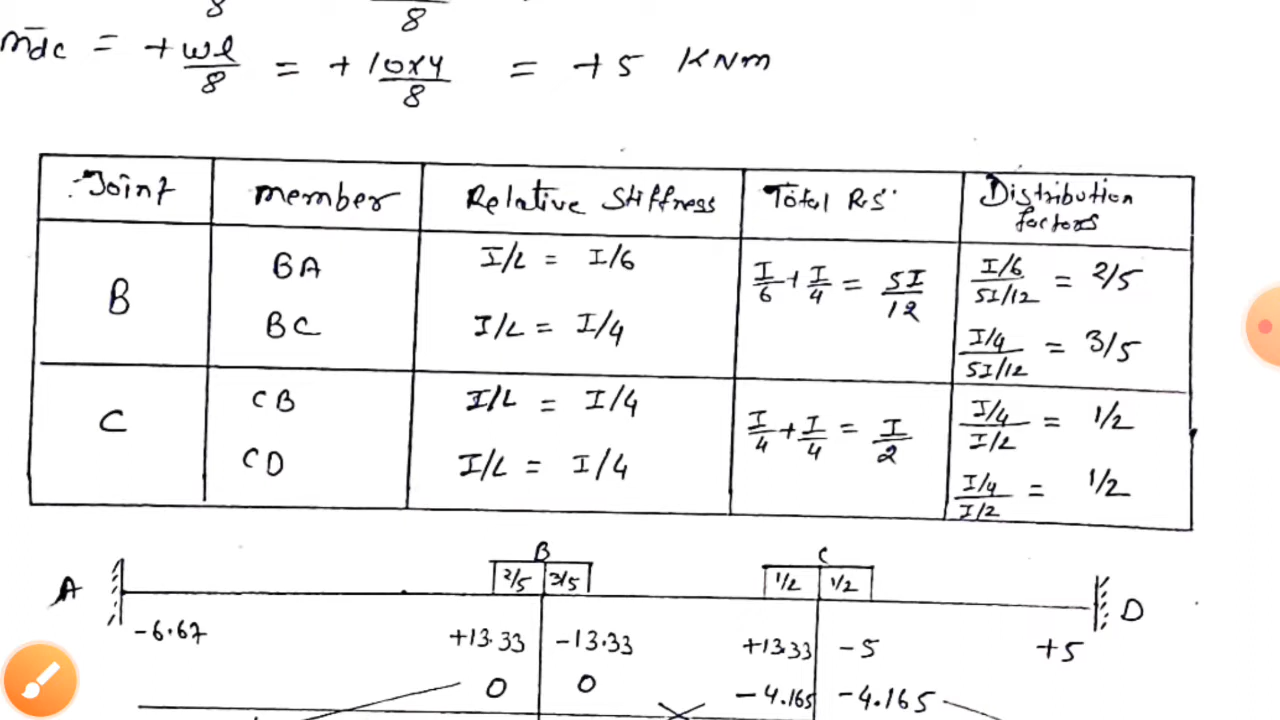 8
8
m̄dc = + wl/8 = + 10x4/8 = +5 KNm
Joint member Relative Stiffness Total R.S. Distribution factors
B BA I/L = I/6 I/6 + I/4 = 5I/12 I/6 / 5I/12 = 2/5
BC I/L = I/4 I/4 / 5I/12 = 3/5
C CB I/L = I/4 I/4 + I/4 = I/2 I/4 / I/2 = 1/2
CD I/L = I/4 I/4 / I/2 = 1/2
B C
2/5 3/5 1/2 1/2
A D
-6.67 +13.33 -13.33 +13.33 -5 +5
0 0 -4.165 -4.165